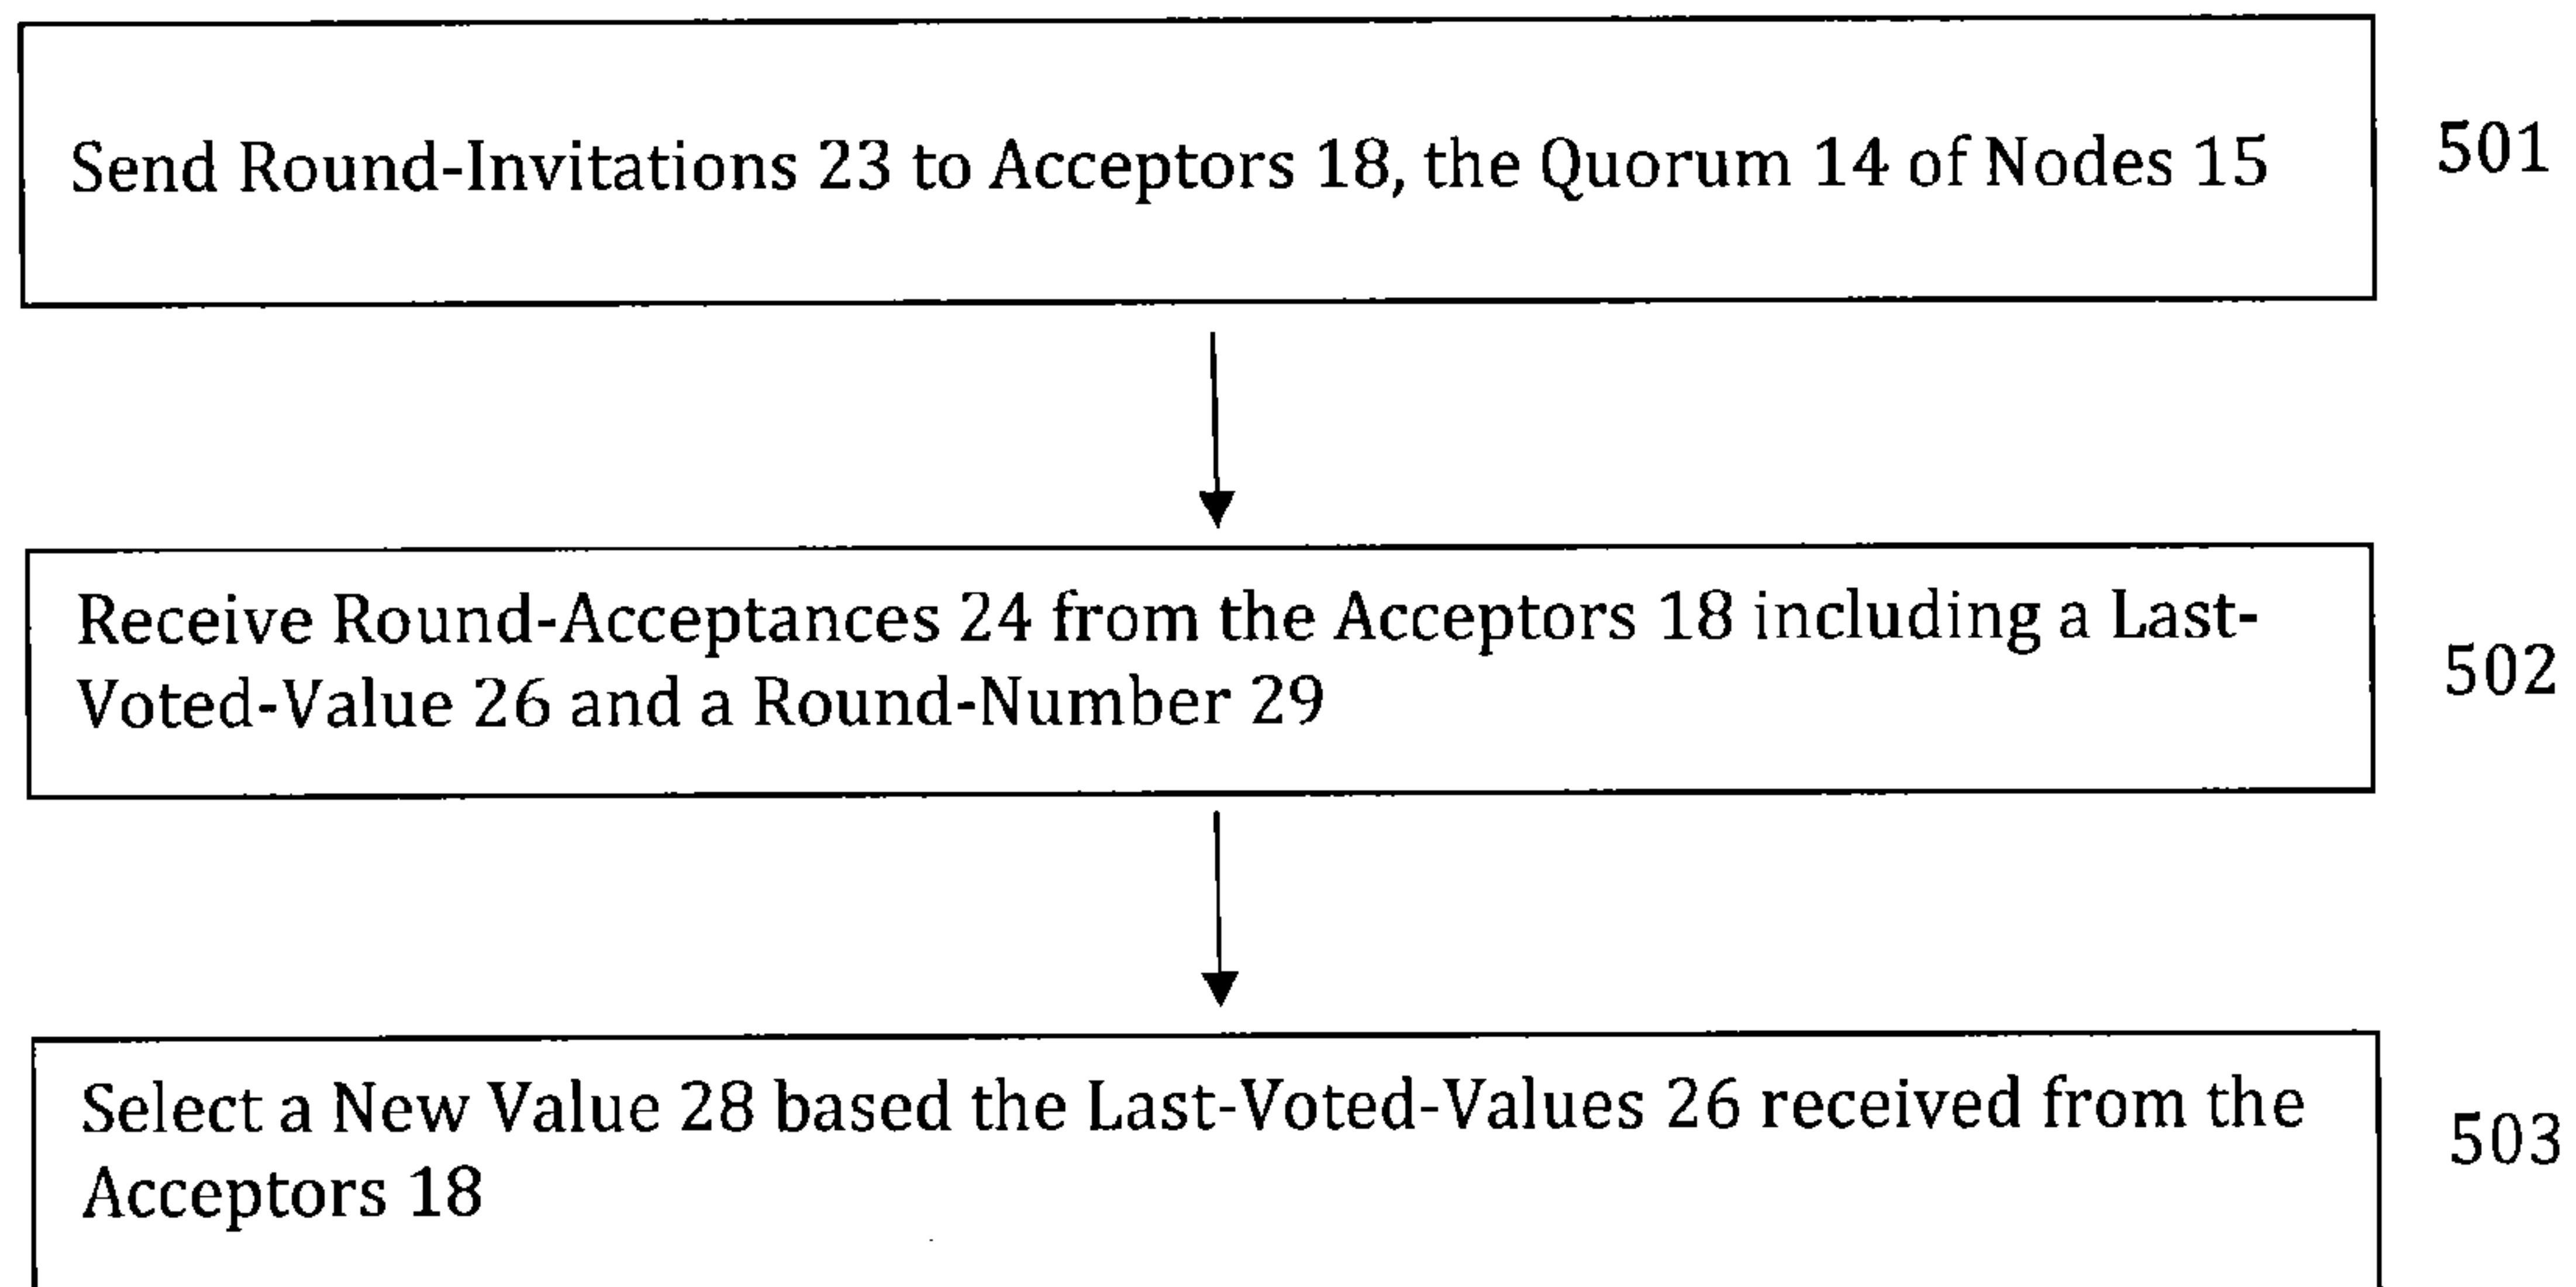 Send Round-Invitations 23 to Acceptors 18, the Quorum 14 of Nodes 15
501
Receive Round-Acceptances 24 from the Acceptors 18 including a Last-
Voted-Value 26 and a Round-Number 29
502
Select a New Value 28 based the Last-Voted-Values 26 received from the
Acceptors 18
503